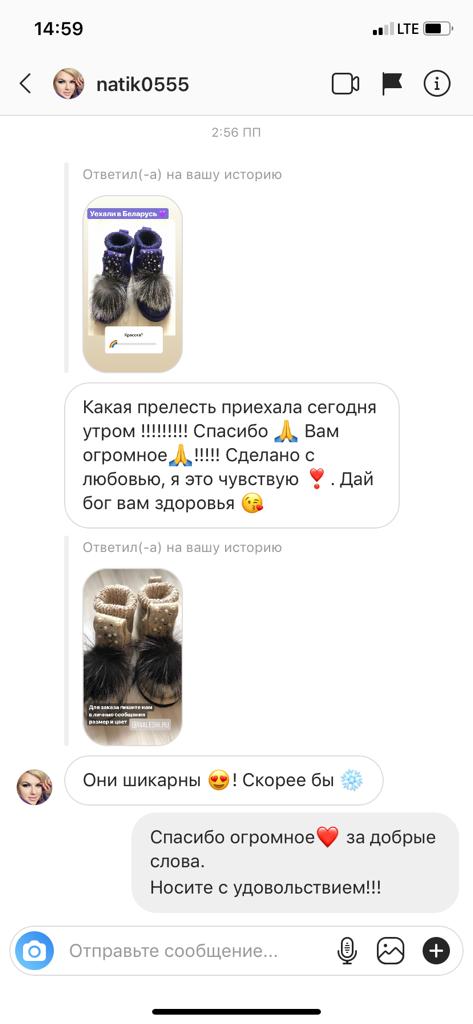 14:59
LTE
natik0555
2:56 ПП
Ответил(-а) на вашу историю
Уехали в Беларусь 💜
Красота?
Какая прелесть приехала сегодня
утром !!!!!!!!! Спасибо 🙏 Вам
огромное🙏!!!!! Сделано с
любовью, я это чувствую ❣️ . Дай
бог вам здоровья 😘
Ответил(-а) на вашу историю
Для заказа пишите нам
в личные сообщения
размер и цвет
Они шикарны 😍! Скорее бы ❄️
Спасибо огромное❤️ за добрые
слова.
Носите с удовольствием!!!
Отправьте сообщение...